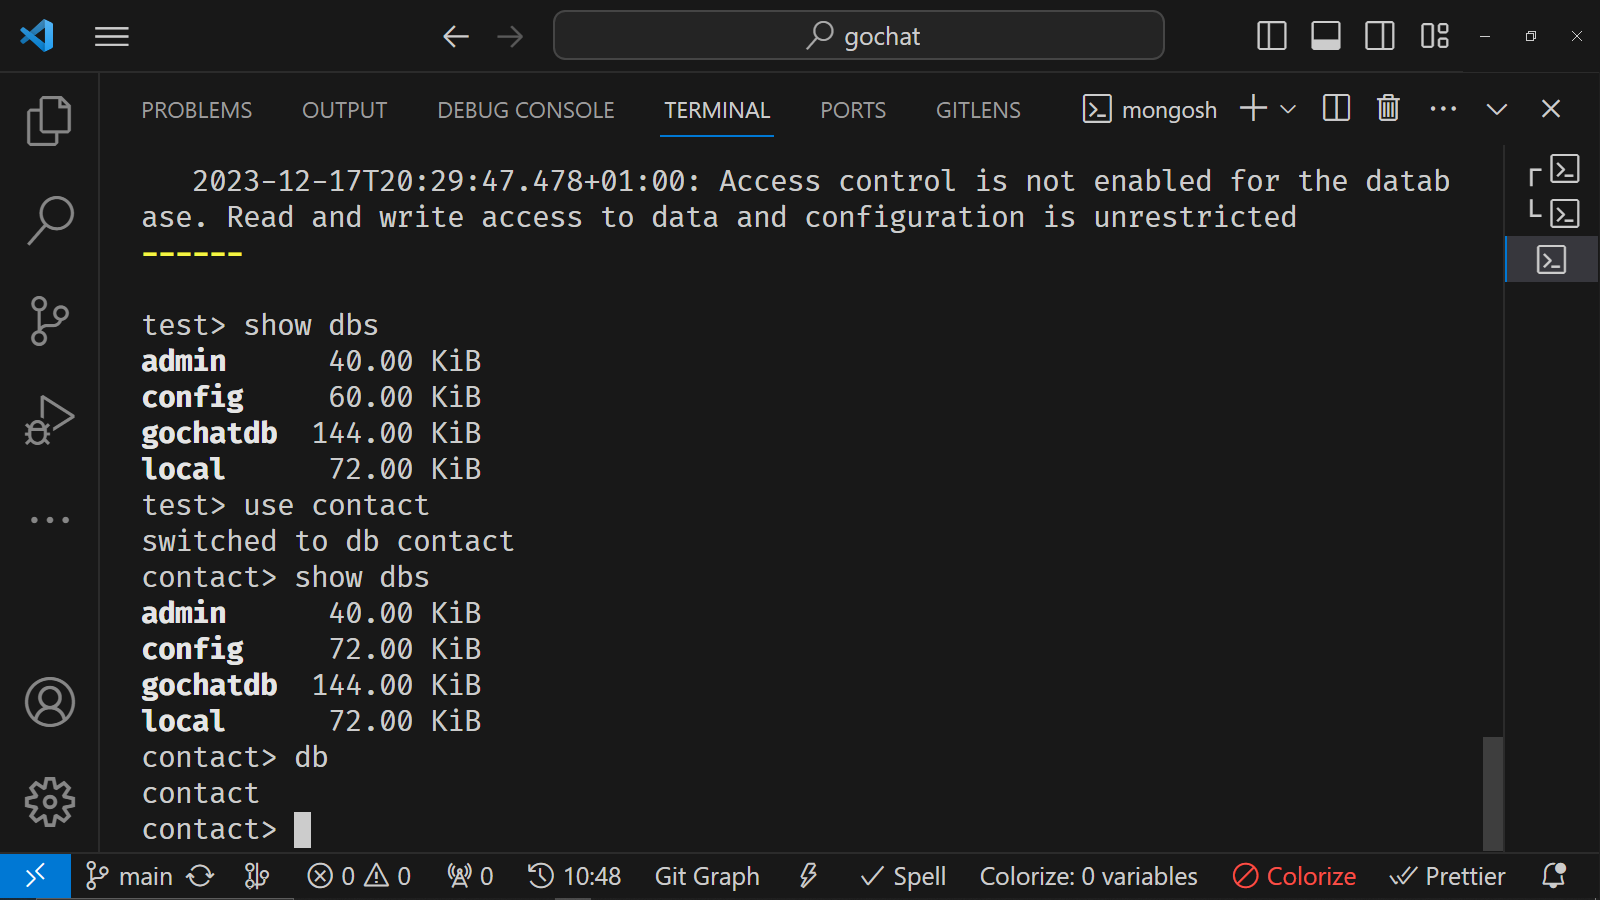 gochat
PROBLEMS OUTPUT DEBUG CONSOLE TERMINAL PORTS GITLENS mongosh
2023-12-17T20:29:47.478+01:00: Access control is not enabled for the datab
ase. Read and write access to data and configuration is unrestricted
------
test> show dbs
admin 40.00 KiB
config 60.00 KiB
gochatdb 144.00 KiB
local 72.00 KiB
test> use contact
switched to db contact
contact> show dbs
admin 40.00 KiB
config 72.00 KiB
gochatdb 144.00 KiB
local 72.00 KiB
contact> db
contact
contact>
main 0 0 0 10:48 Git Graph Spell Colorize: 0 variables Colorize Prettier